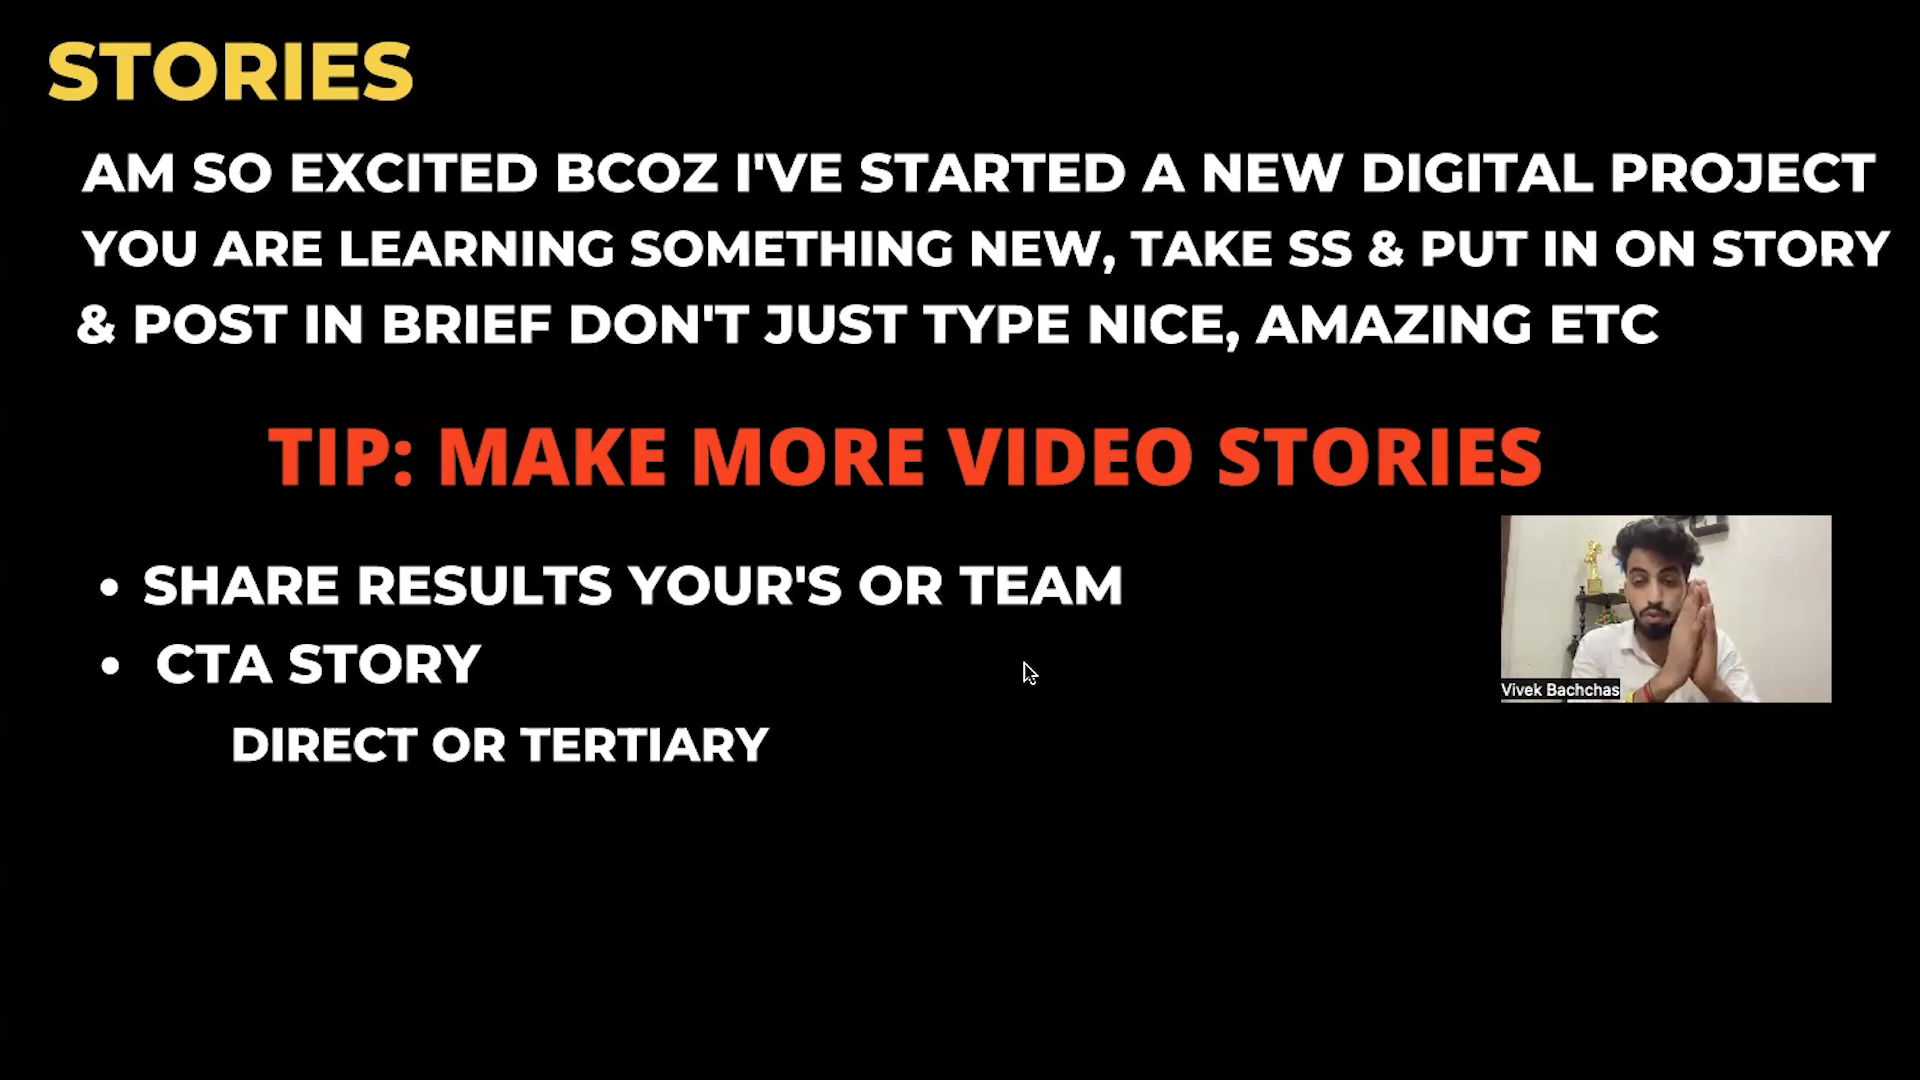 STORIES
AM SO EXCITED BCOZ I'VE STARTED A NEW DIGITAL PROJECT
YOU ARE LEARNING SOMETHING NEW, TAKE SS & PUT IN ON STORY
& POST IN BRIEF DON'T JUST TYPE NICE, AMAZING ETC
TIP: MAKE MORE VIDEO STORIES
• SHARE RESULTS YOUR'S OR TEAM
• CTA STORY
DIRECT OR TERTIARY
Vivek Bachchas